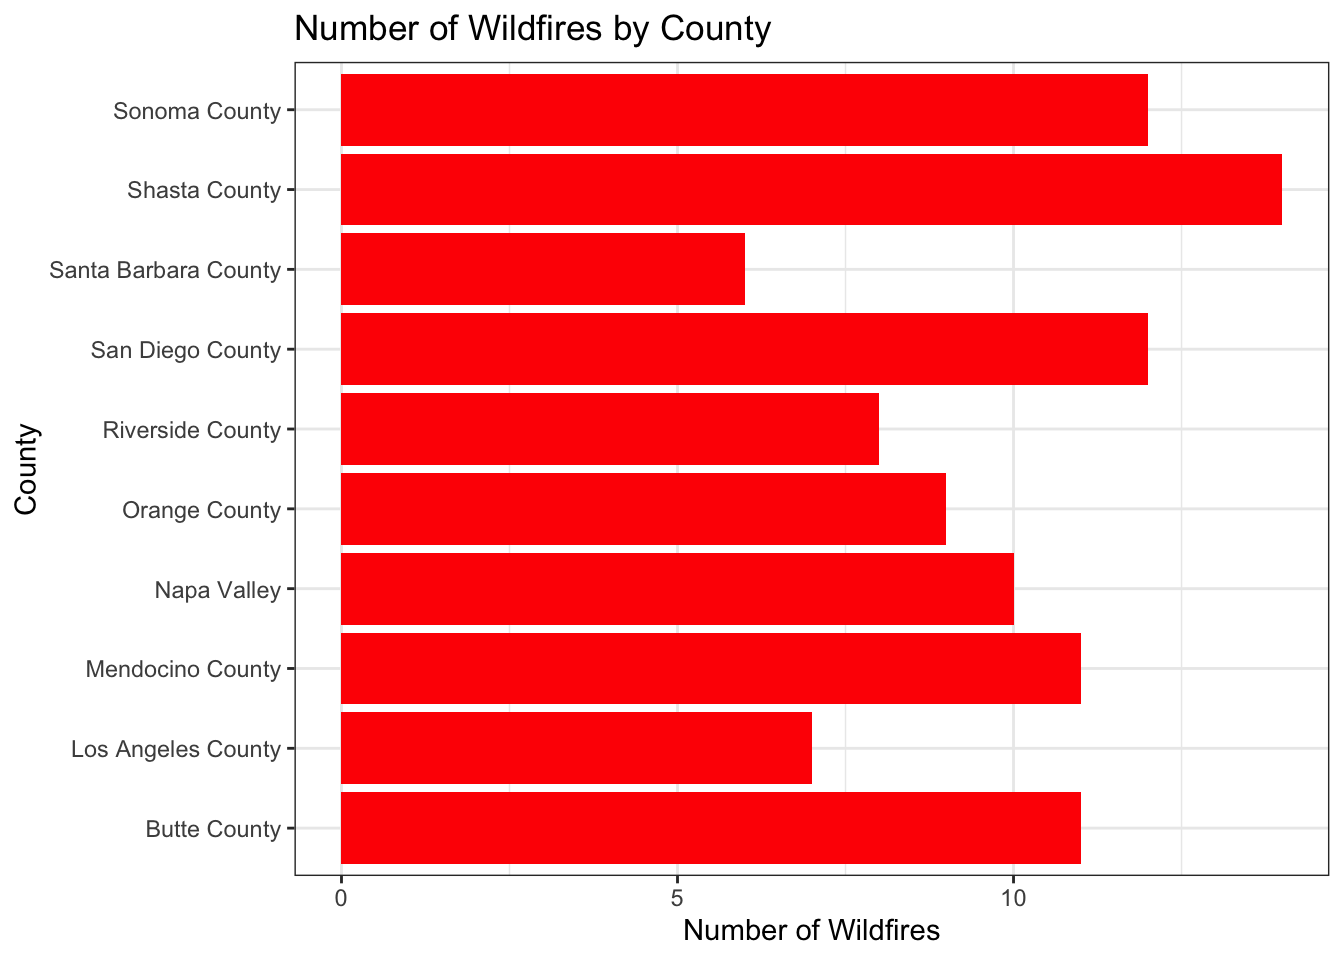 Number of Wildfires by County
Sonoma County
Shasta County
Santa Barbara County
San Diego County
Riverside County
Orange County
Napa Valley
Mendocino County
Los Angeles County
Butte County
County
0 5 10
Number of Wildfires